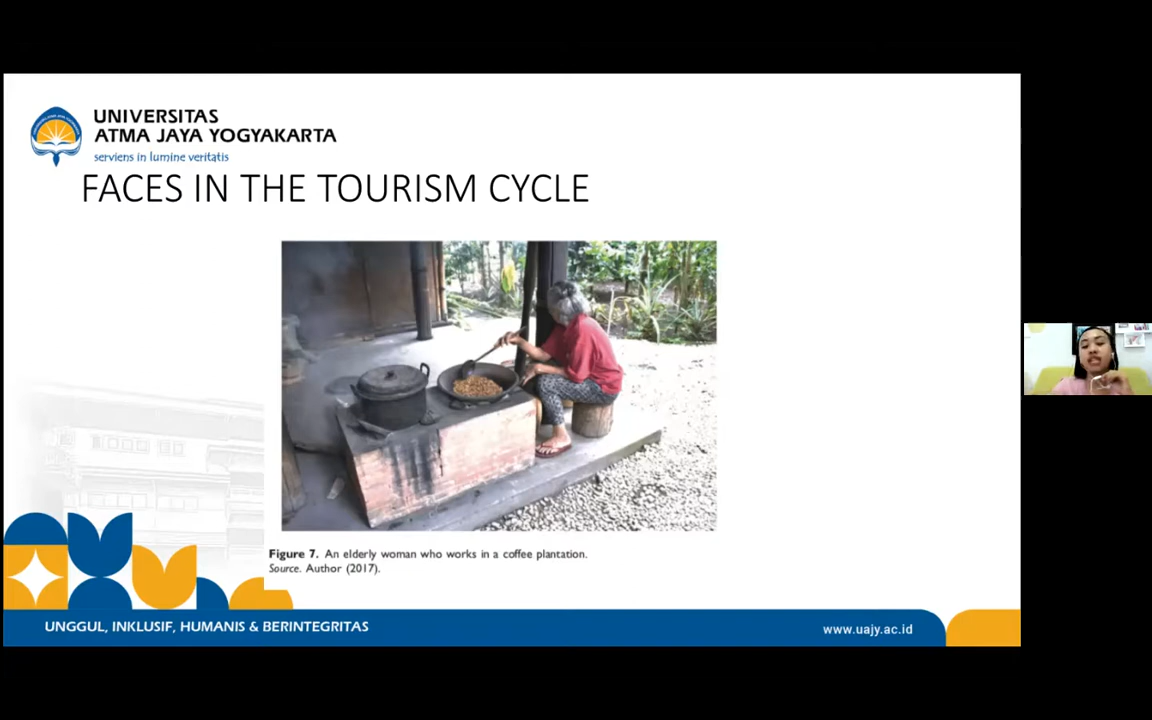 UNIVERSITAS
ATMA JAYA YOGYAKARTA
serviens in lumine veritatis
FACES IN THE TOURISM CYCLE
Figure 7. An elderly woman who works in a coffee plantation.
Source. Author (2017).
UNGGUL, INKLUSIF, HUMANIS & BERINTEGRITAS
www.uajy.ac.id